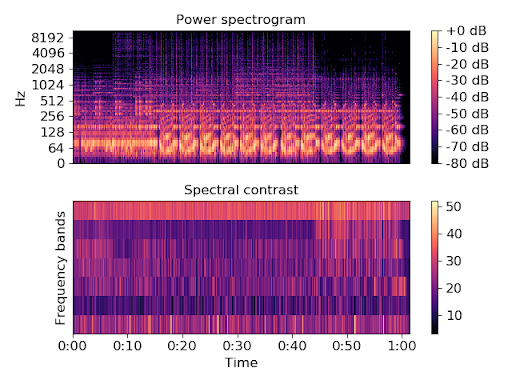 Power spectrogram
8192
4096
2048
1024
512
256
128
64
0
Hz
+0 dB
-10 dB
-20 dB
-30 dB
-40 dB
-50 dB
-60 dB
-70 dB
-80 dB
Spectral contrast
Frequency bands
50
40
30
20
10
0:00 0:10 0:20 0:30 0:40 0:50 1:00
Time